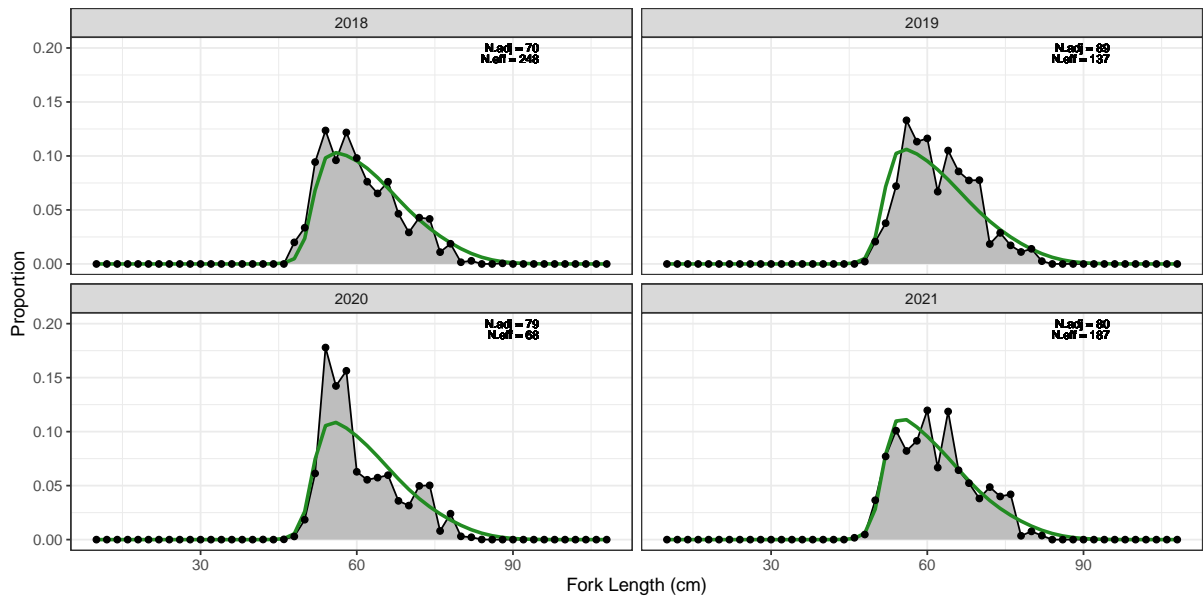 2018
2019
N.adj = 70
N.eff = 248
N.adj = 89
N.eff = 137
0.20
0.15
0.10
0.05
0.00
2020
2021
N.adj = 79
N.eff = 68
N.adj = 80
N.eff = 187
0.20
0.15
0.10
0.05
0.00
Proportion
30
60
90
30
60
90
Fork Length (cm)